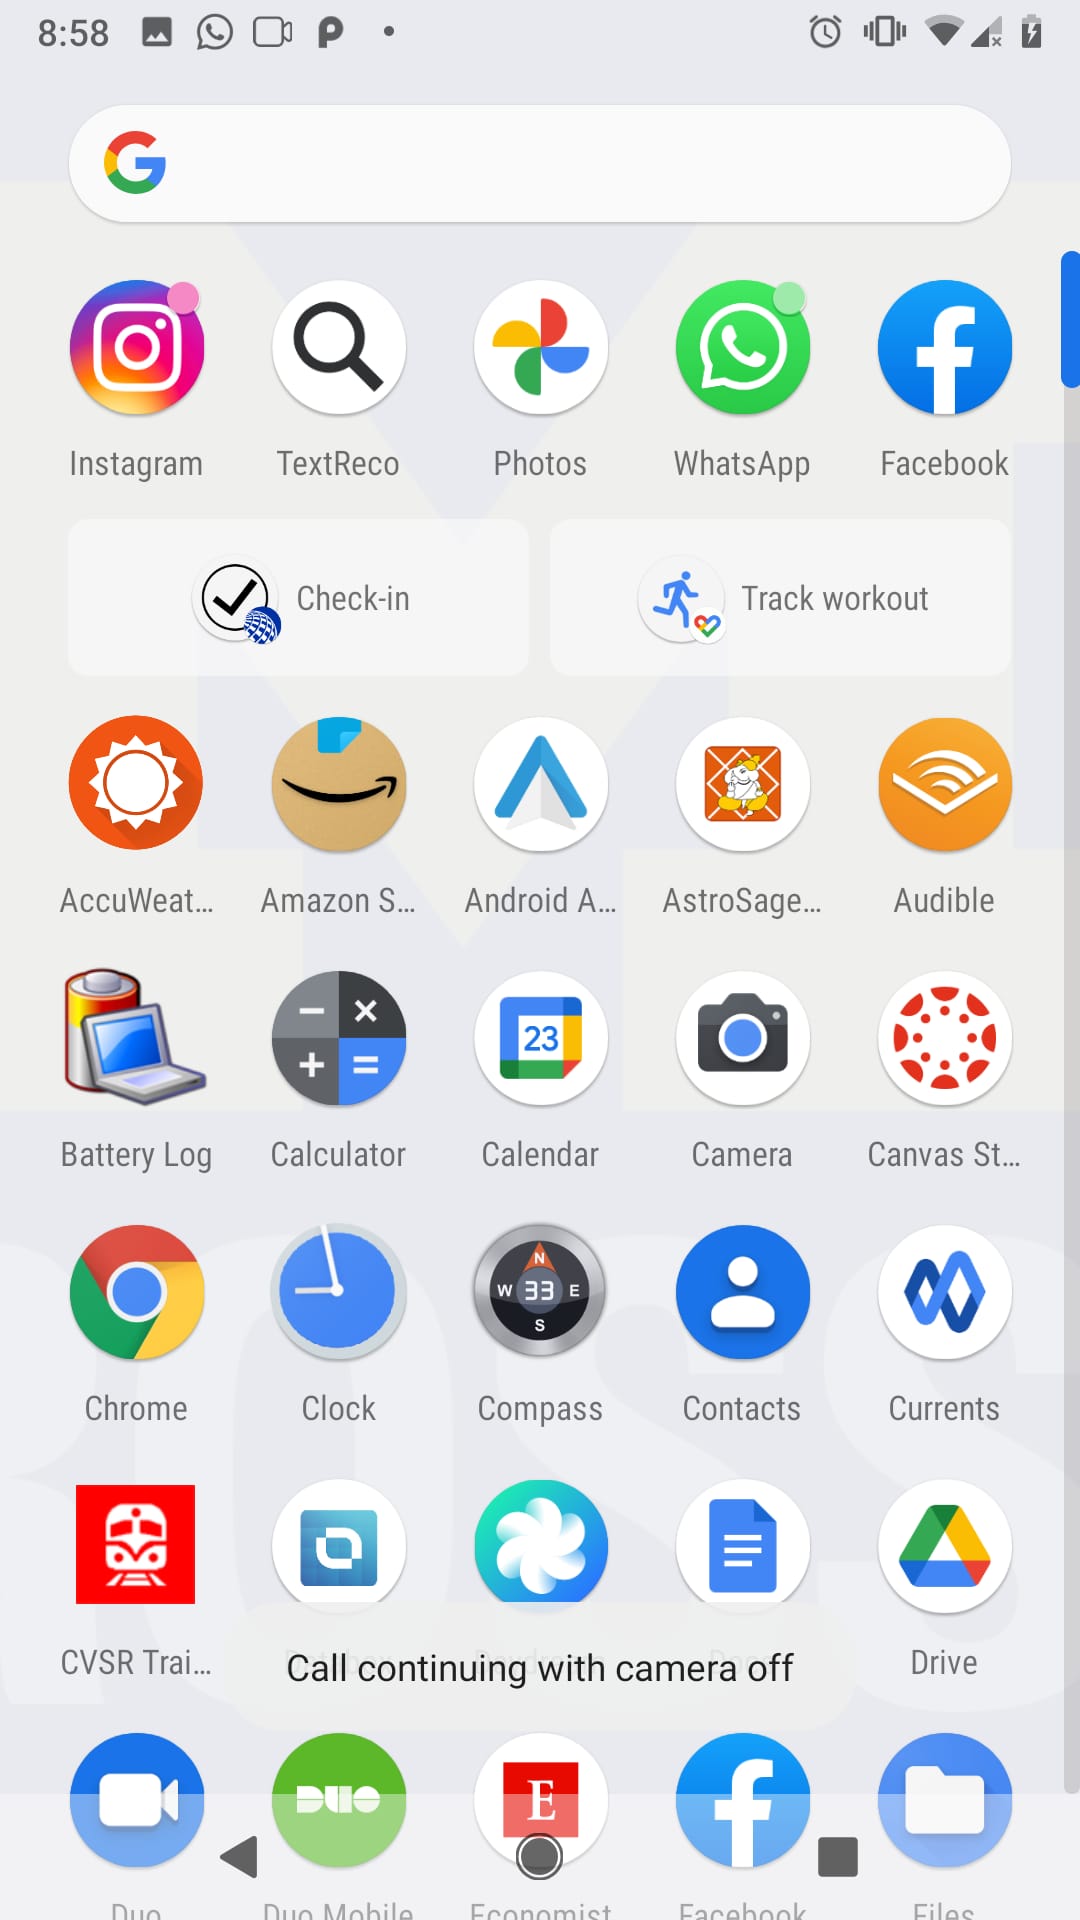 8:58
Instagram TextReco Photos WhatsApp Facebook
Check-in Track workout
AccuWeat... Amazon S... Android A... AstroSage... Audible
23
Battery Log Calculator Calendar Camera Canvas St...
N
W 33 E
S
Chrome Clock Compass Contacts Currents
CVSR Trai... Drive
Call continuing with camera off
DUO E
Duo Duo Mobile Economist Facebook Files